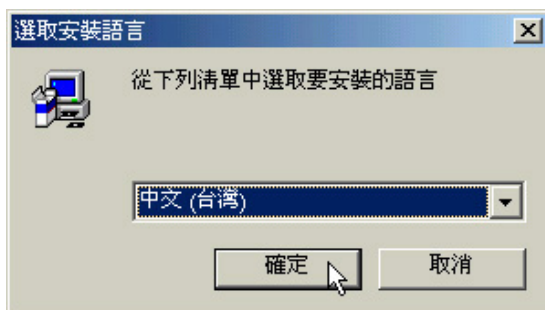 選取安裝語言
從下列清單中選取要安裝的語言
中文 (台灣)
確定
取消